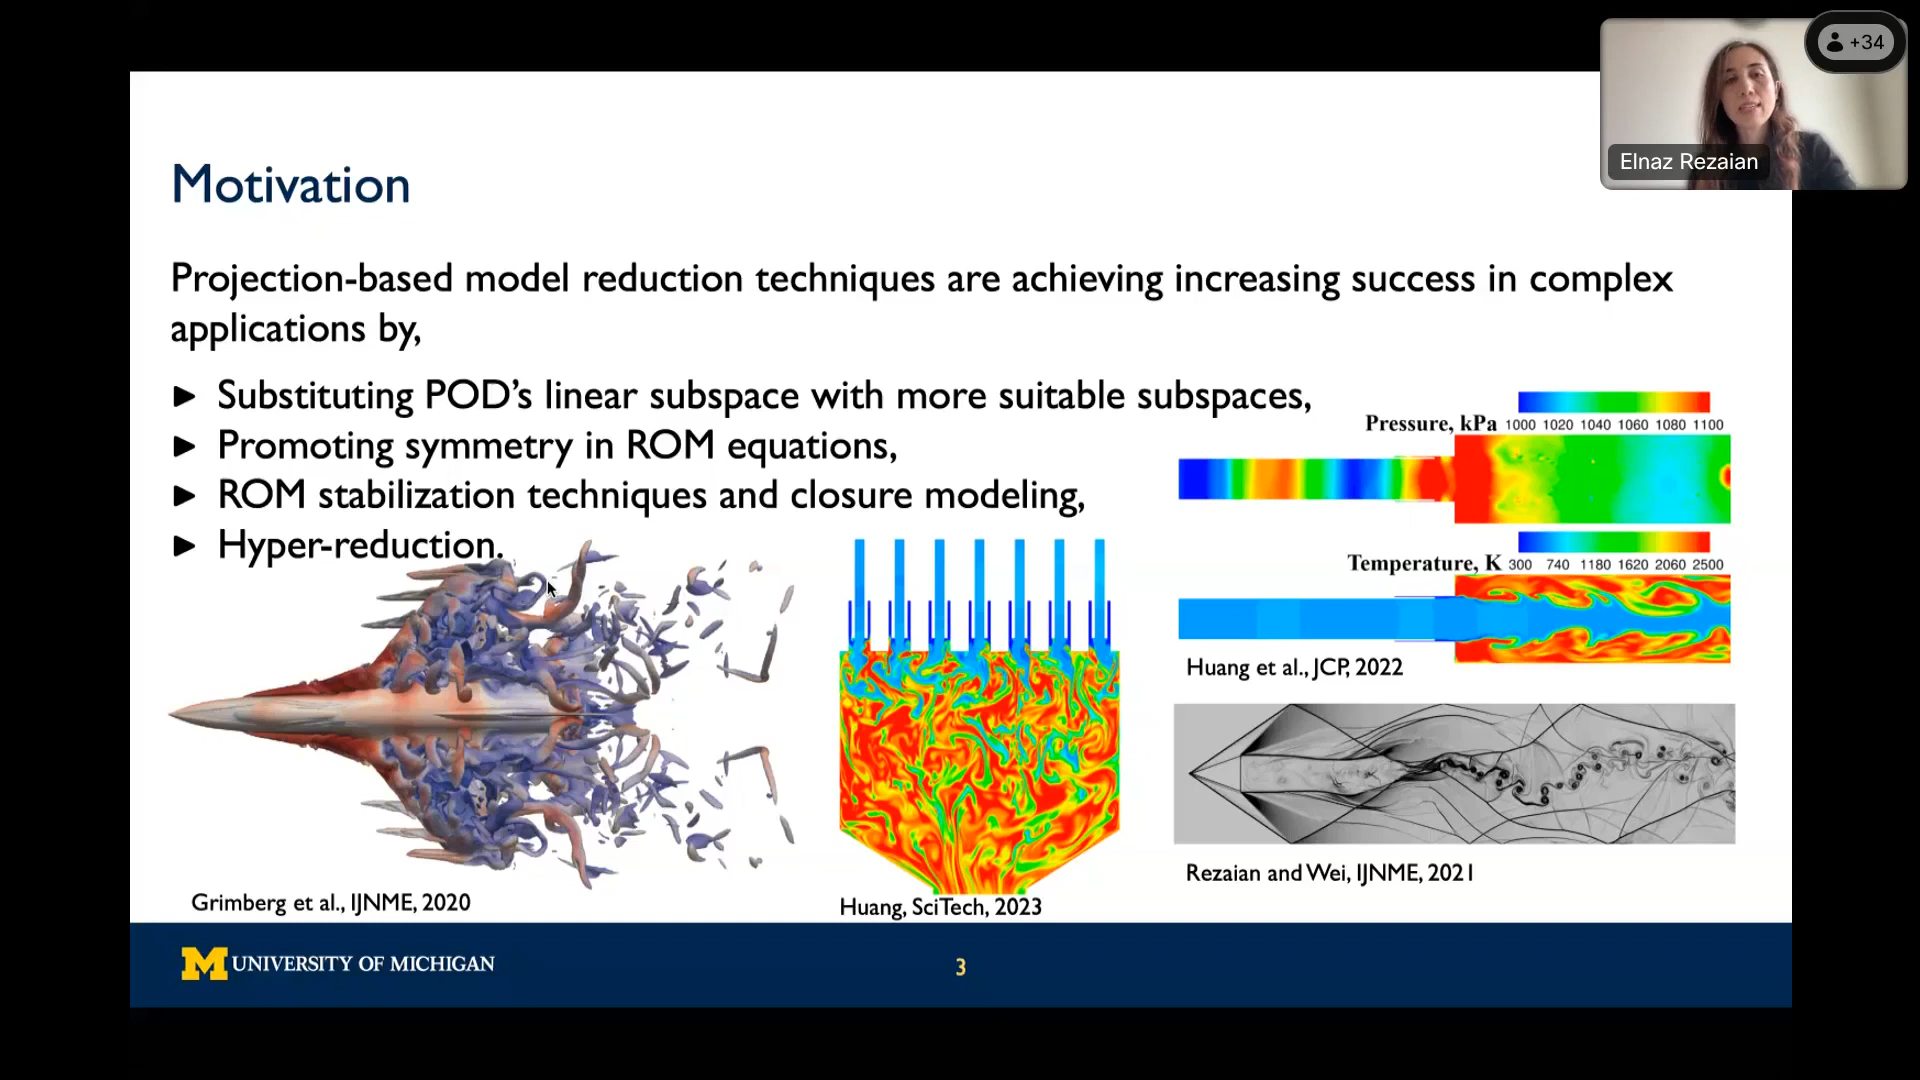 +34
Elnaz Rezaian
Motivation
Projection-based model reduction techniques are achieving increasing success in complex
applications by,
► Substituting POD's linear subspace with more suitable subspaces,
► Promoting symmetry in ROM equations,
► ROM stabilization techniques and closure modeling,
► Hyper-reduction.
Pressure, kPa 1000 1020 1040 1060 1080 1100
Temperature, K 300 740 1180 1620 2060 2500
Huang et al., JCP, 2022
Rezaian and Wei, IJNME, 2021
Grimberg et al., IJNME, 2020
Huang, SciTech, 2023
M UNIVERSITY OF MICHIGAN
3